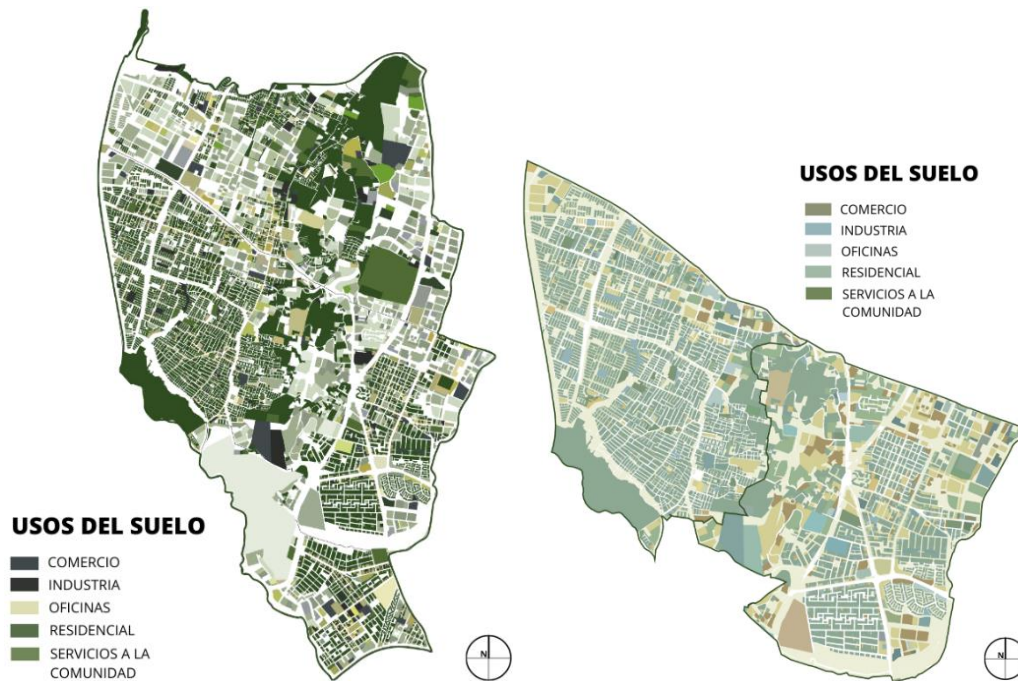 USOS DEL SUELO
COMERCIO
INDUSTRIA
OFICINAS
RESIDENCIAL
SERVICIOS A LA
COMUNIDAD
N
USOS DEL SUELO
COMERCIO
INDUSTRIA
OFICINAS
RESIDENCIAL
SERVICIOS A LA
COMUNIDAD
N